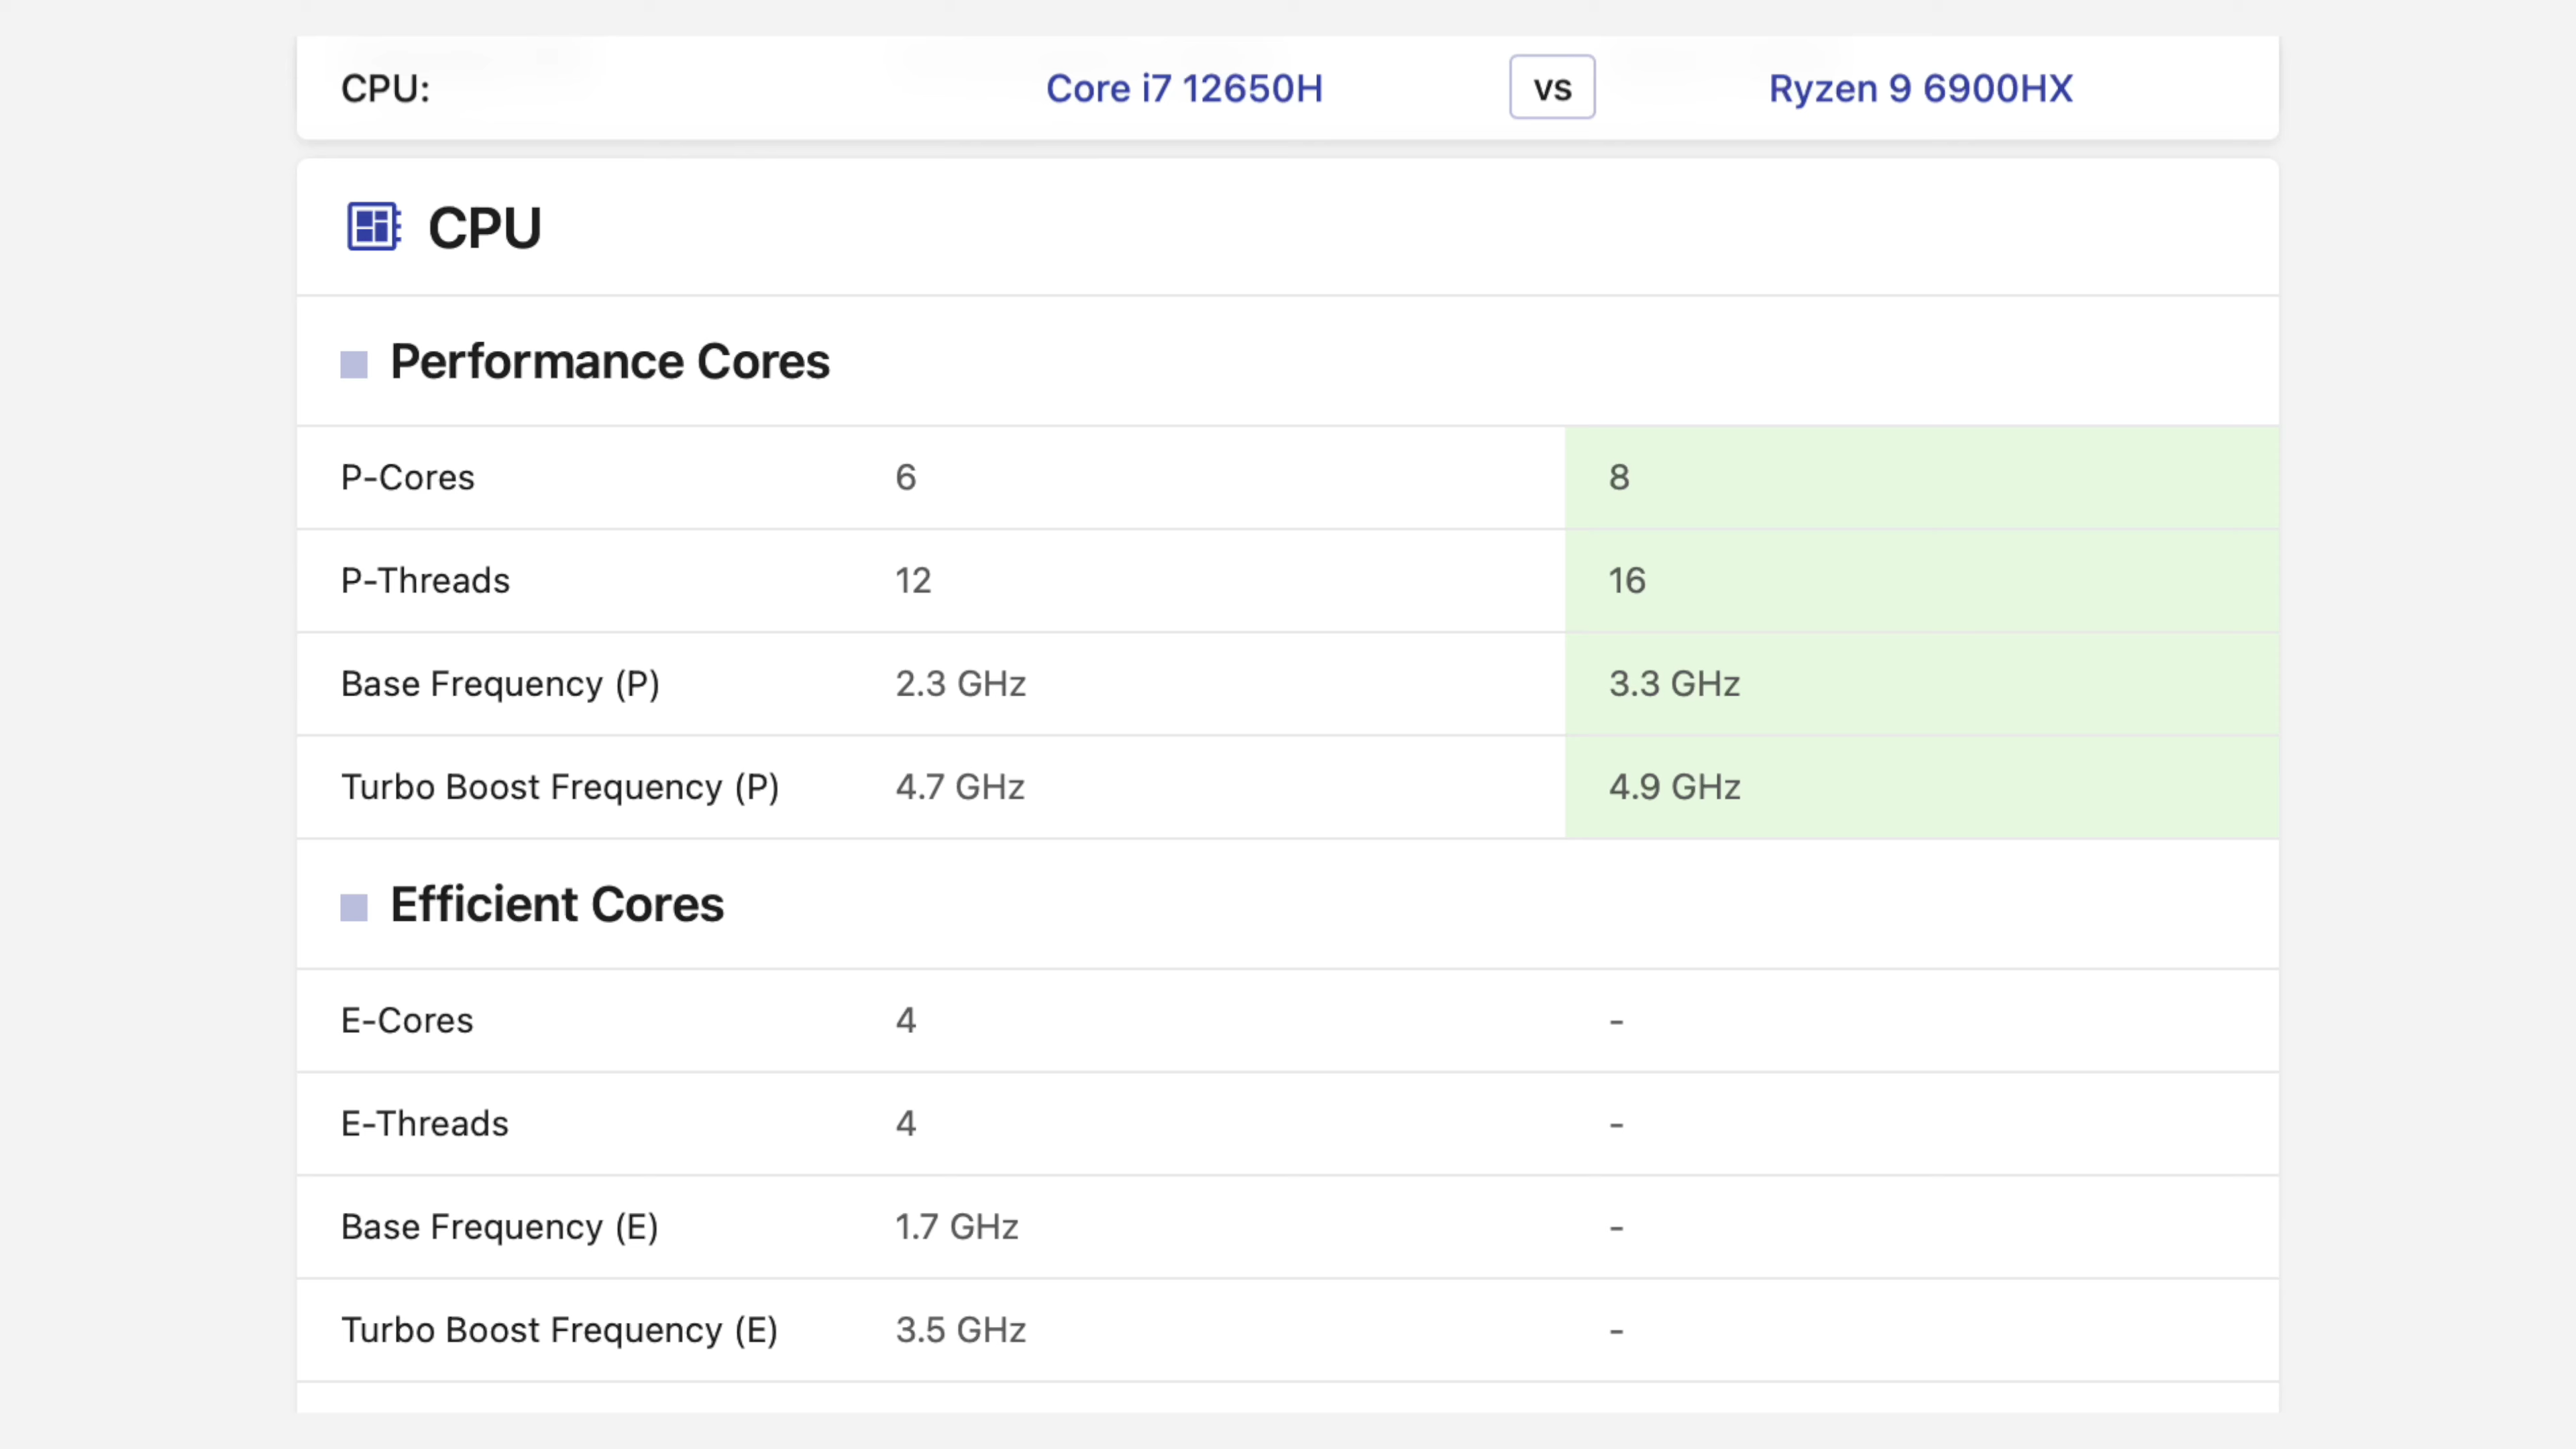 CPU: Core i7 12650H vs Ryzen 9 6900HX
CPU
Performance Cores
P-Cores 6 8
P-Threads 12 16
Base Frequency (P) 2.3 GHz 3.3 GHz
Turbo Boost Frequency (P) 4.7 GHz 4.9 GHz
Efficient Cores
E-Cores 4 -
E-Threads 4 -
Base Frequency (E) 1.7 GHz -
Turbo Boost Frequency (E) 3.5 GHz -